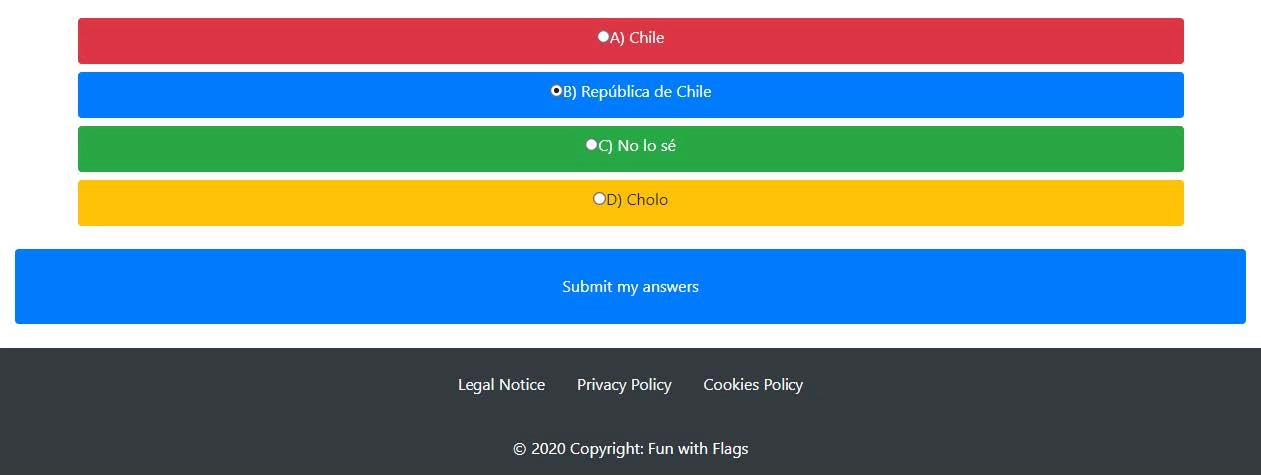 A) Chile
B) República de Chile
C) No lo sé
D) Cholo
Submit my answers
Legal Notice Privacy Policy Cookies Policy
© 2020 Copyright: Fun with Flags